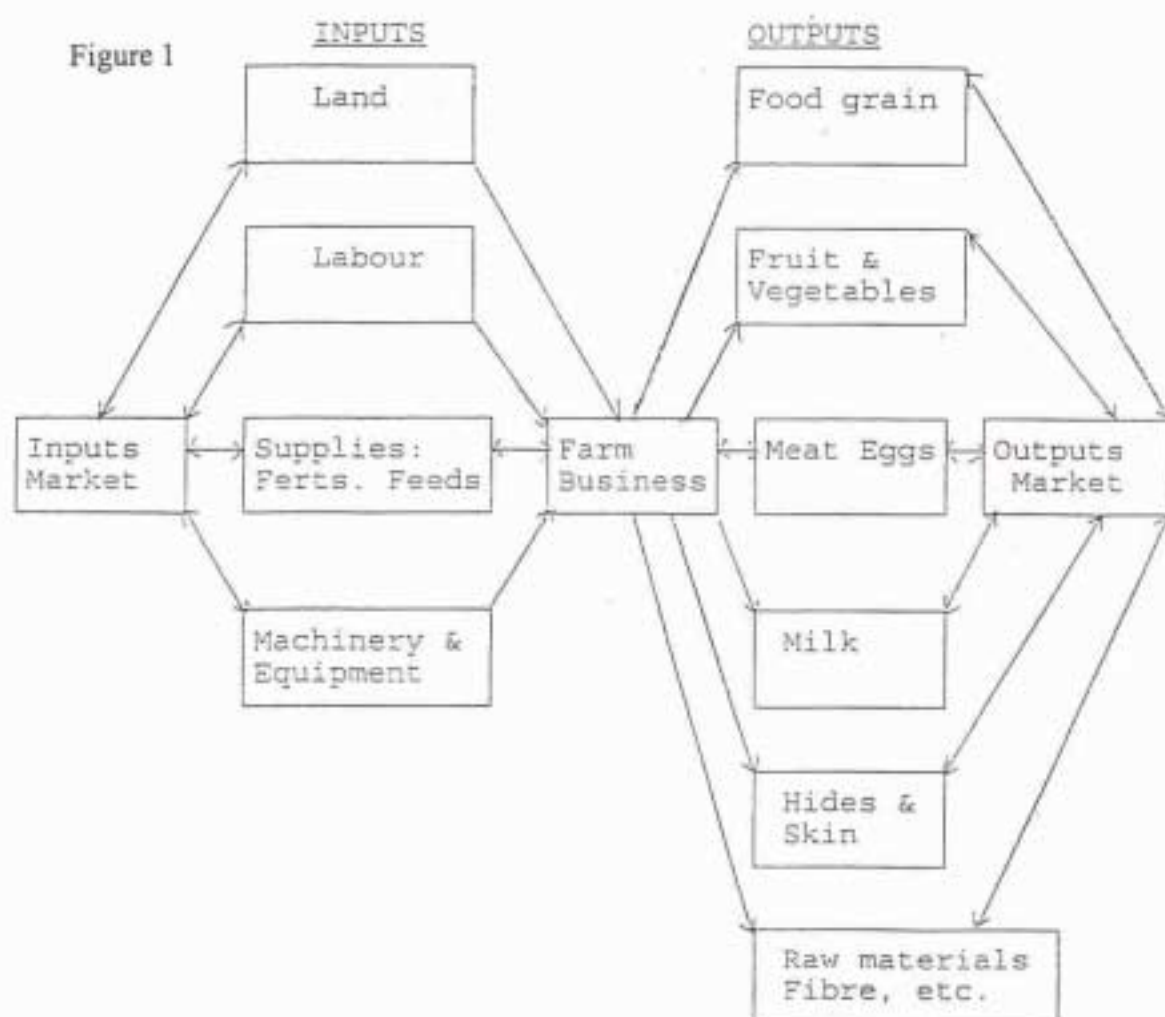 Figure 1
INPUTS
OUTPUTS
Land
Food grain
Labour
Fruit &
Vegetables
Inputs
Market
Supplies:
Ferts. Feeds
Farm
Business
Meat Eggs
Outputs
Market
Machinery &
Equipment
Milk
Hides &
Skin
Raw materials
Fibre, etc.